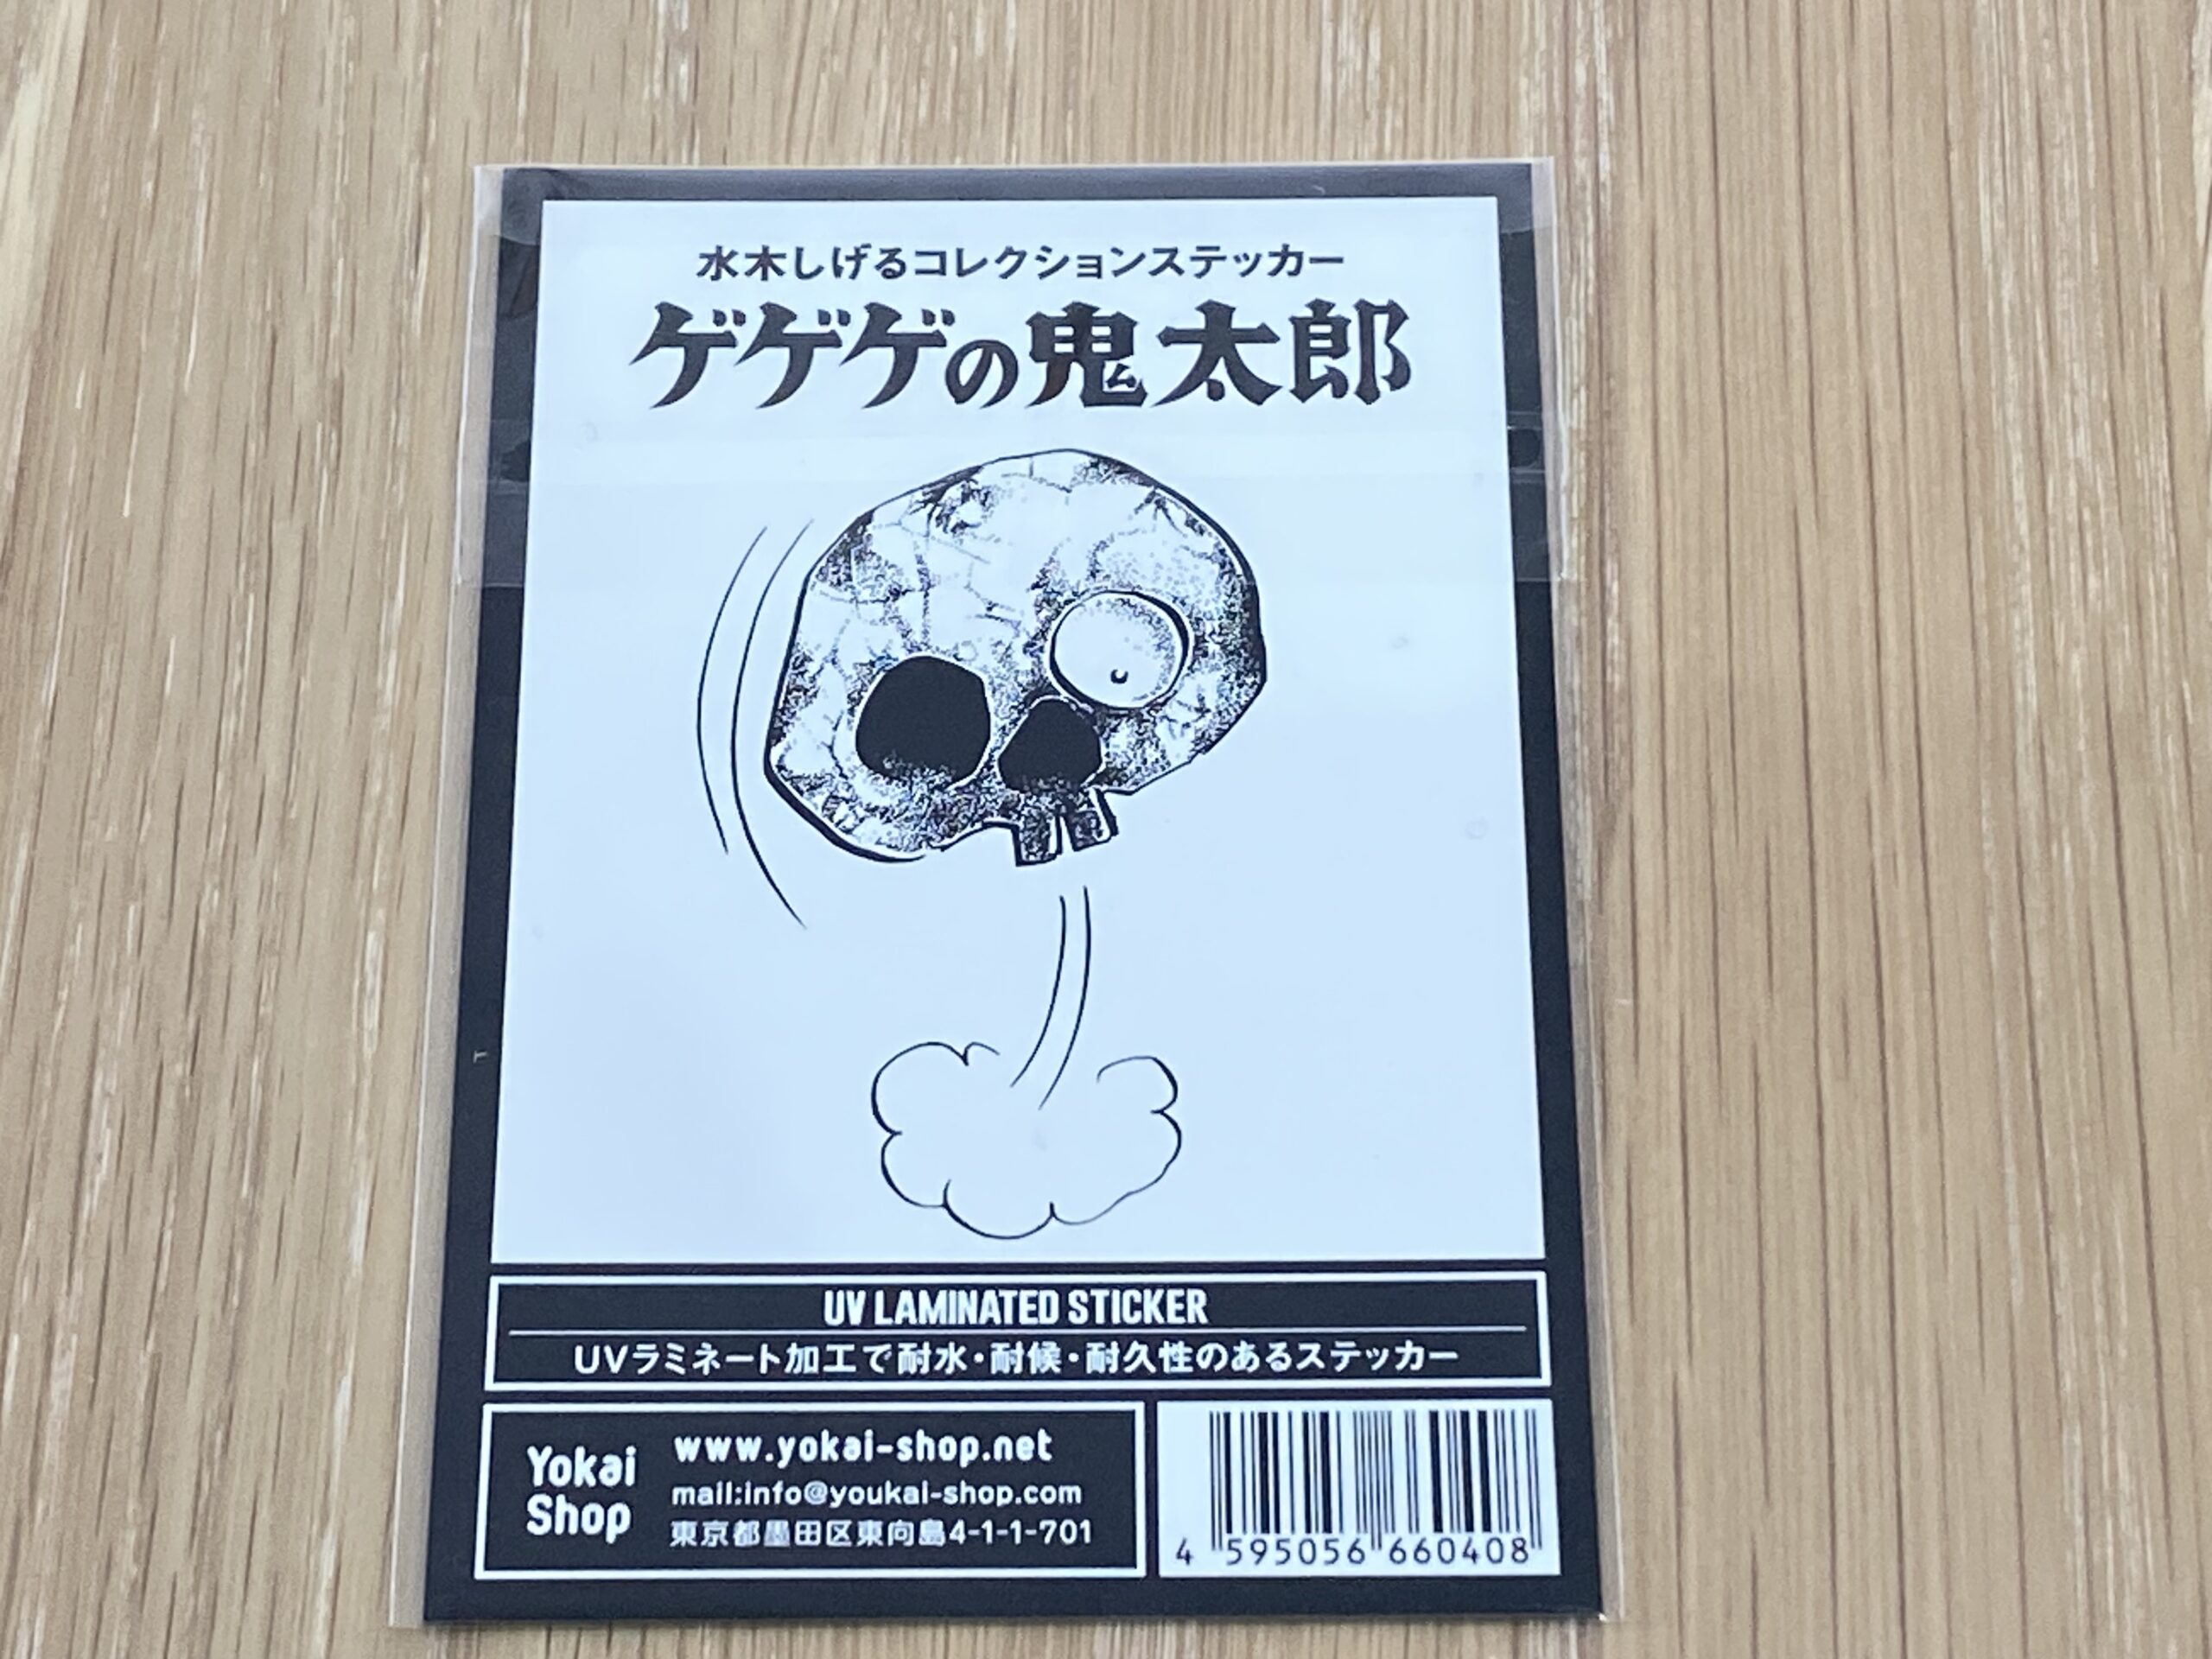 水木しげるコレクションステッカー
ゲゲゲの鬼太郎
UV LAMINATED STICKER
UVラミネート加工で耐水・耐候・耐久性のあるステッカー
Yokai
Shop
www.yokai-shop.net
mail:info@youkai-shop.com
東京都墨田区東向島4-1-1-701
4 595056 660408